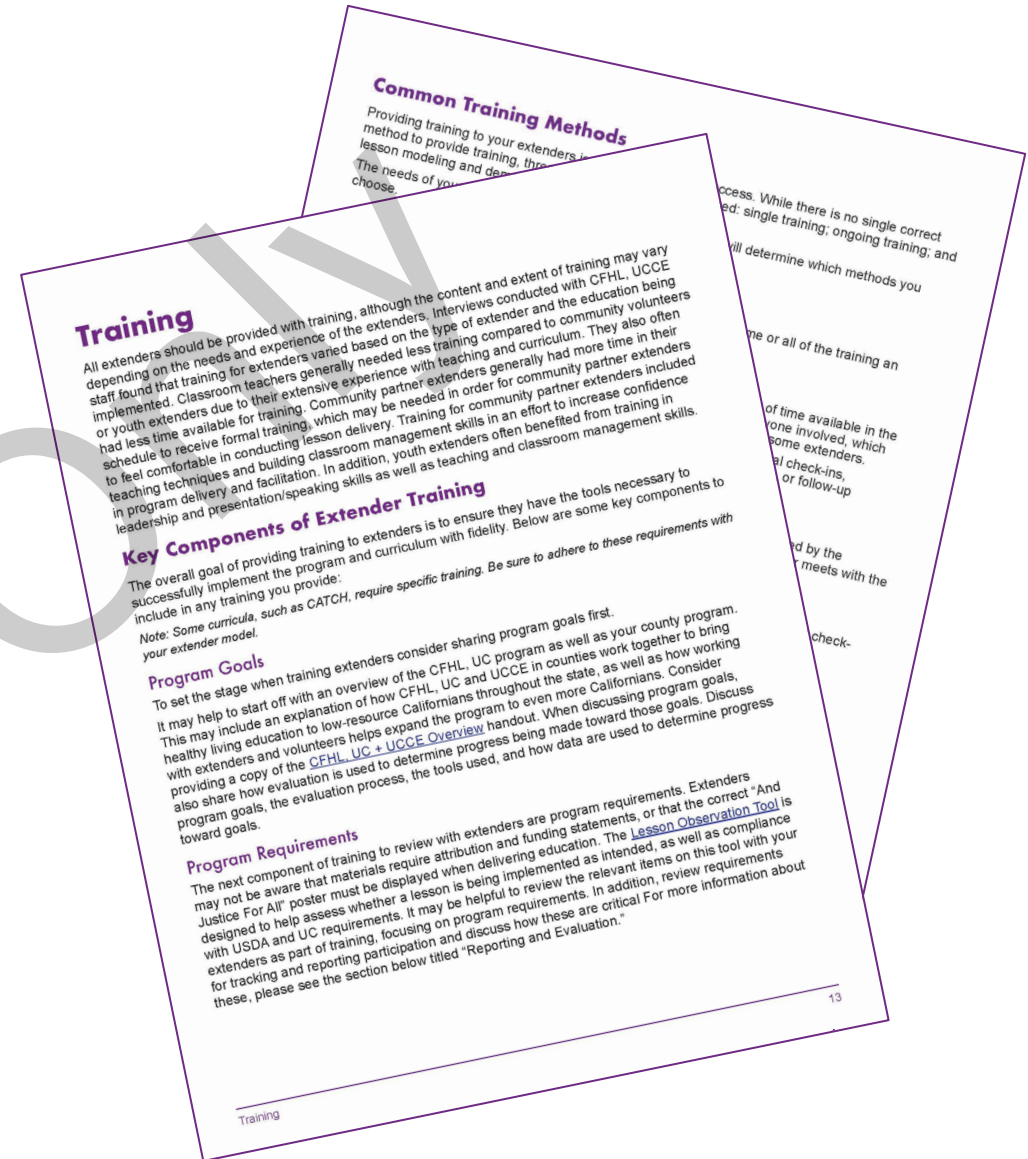 Common Training Methods
Providing training to your extenders is
method to provide training, three
lesson modeling and
The needs of
choose.
ccess. While there is no single correct
ed: single training; ongoing training; and
will determine which methods you
me or all of the training an
of time available in the
yone involved, which
some extenders.
al check-ins,
or follow-up
ed by the
r meets with the
check-
Training
All extenders should be provided with training, although the content and extent of training may vary
depending on the needs and experience of the extenders. Interviews conducted with CFHL, UCCE
staff found that training for extenders varied based on the type of extender and the education being
implemented. Classroom teachers generally needed less training compared to community volunteers
or youth extenders due to their extensive experience with teaching and curriculum. They also often
had less time available for training. Community partner extenders generally had more time in their
schedule to receive formal training, which may be needed in order for community partner extenders
to feel comfortable in conducting lesson delivery. Training for community partner extenders included
teaching techniques and building classroom management skills in an effort to increase confidence
in program delivery and facilitation. In addition, youth extenders often benefited from training in
leadership and presentation/speaking skills as well as teaching and classroom management skills.
Key Components of Extender Training
The overall goal of providing training to extenders is to ensure they have the tools necessary to
successfully implement the program and curriculum with fidelity. Below are some key components to
include in any training you provide:
Note: Some curricula, such as CATCH, require specific training. Be sure to adhere to these requirements with
your extender model.
Program Goals
To set the stage when training extenders consider sharing program goals first.
It may help to start off with an overview of the CFHL, UC program as well as your county program.
This may include an explanation of how CFHL, UC and UCCE in counties work together to bring
healthy living education to low-resource Californians throughout the state, as well as how working
with extenders and volunteers helps expand the program to even more Californians. Consider
providing a copy of the CFHL, UC + UCCE Overview handout. When discussing program goals,
also share how evaluation is used to determine progress being made toward those goals. Discuss
program goals, the evaluation process, the tools used, and how data are used to determine progress
toward goals.
Program Requirements
The next component of training to review with extenders are program requirements. Extenders
may not be aware that materials require attribution and funding statements, or that the correct "And
Justice For All" poster must be displayed when delivering education. The Lesson Observation Tool is
designed to help assess whether a lesson is being implemented as intended, as well as compliance
with USDA and UC requirements. It may be helpful to review the relevant items on this tool with your
extenders as part of training, focusing on program requirements. In addition, review requirements
for tracking and reporting participation and discuss how these are critical For more information about
these, please see the section below titled "Reporting and Evaluation."
13
Training
only